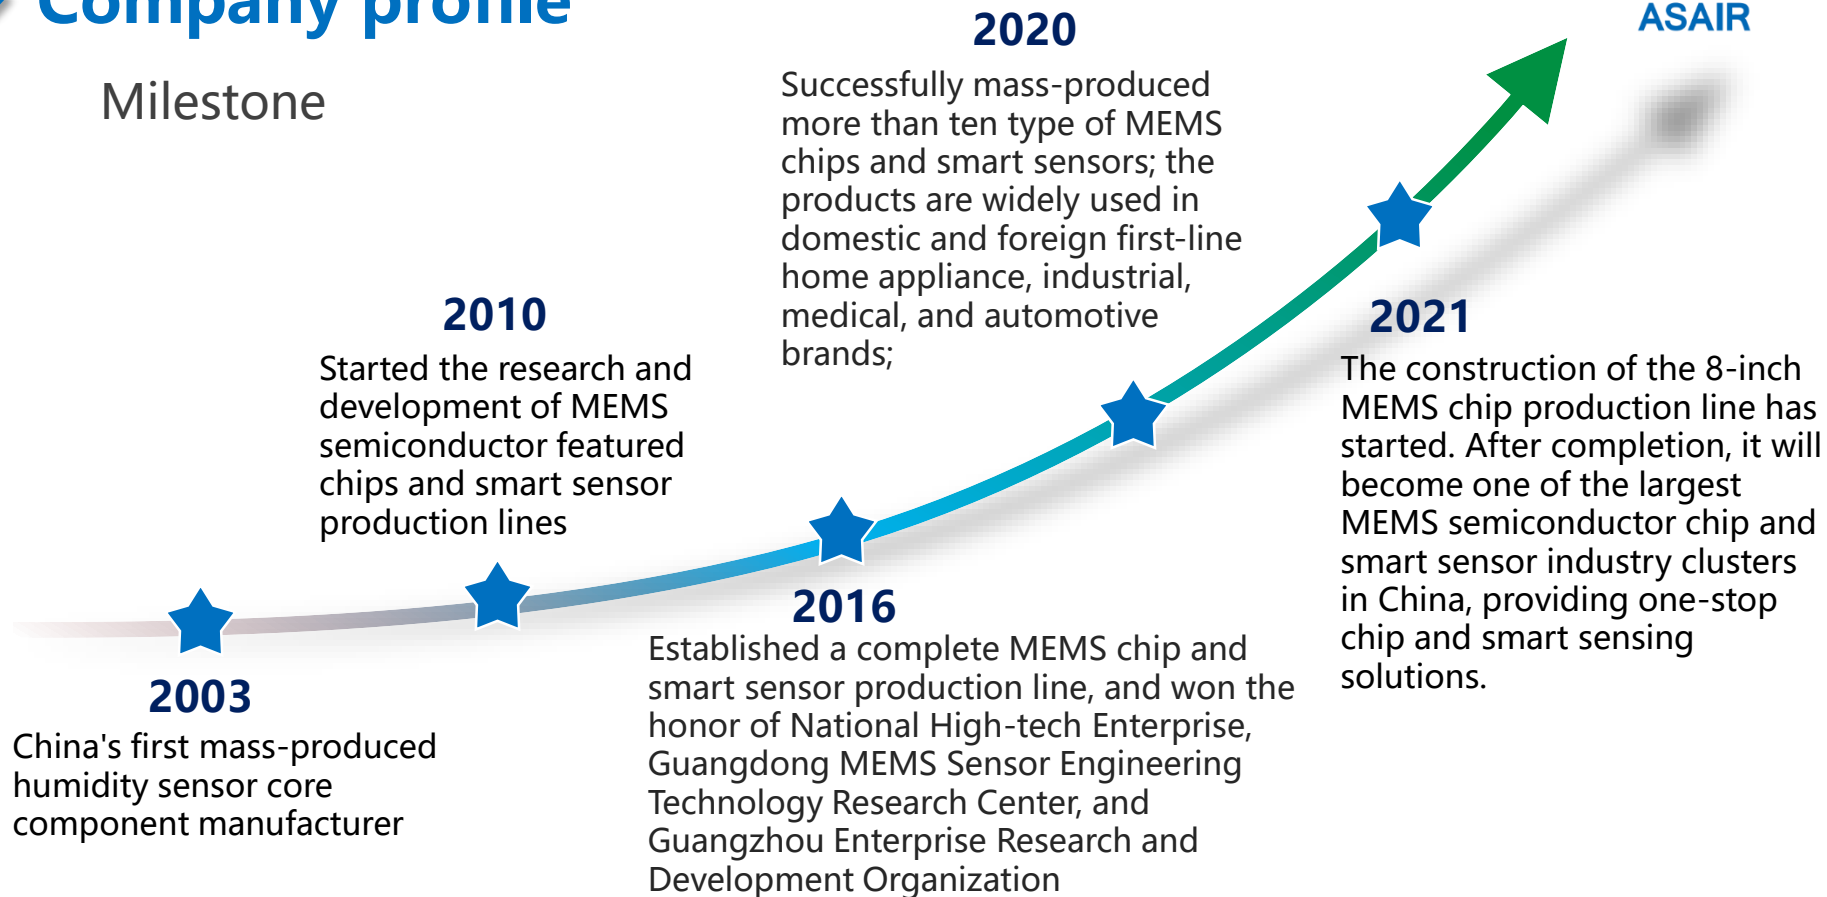 Company profile
ASAIR
Milestone
2003
China's first mass-produced
humidity sensor core
component manufacturer
2010
Started the research and
development of MEMS
semiconductor featured
chips and smart sensor
production lines
2016
Established a complete MEMS chip and
smart sensor production line, and won the
honor of National High-tech Enterprise,
Guangdong MEMS Sensor Engineering
Technology Research Center, and
Guangzhou Enterprise Research and
Development Organization
2020
Successfully mass-produced
more than ten type of MEMS
chips and smart sensors; the
products are widely used in
domestic and foreign first-line
home appliance, industrial,
medical, and automotive
brands;
2021
The construction of the 8-inch
MEMS chip production line has
started. After completion, it will
become one of the largest
MEMS semiconductor chip and
smart sensor industry clusters
in China, providing one-stop
chip and smart sensing
solutions.